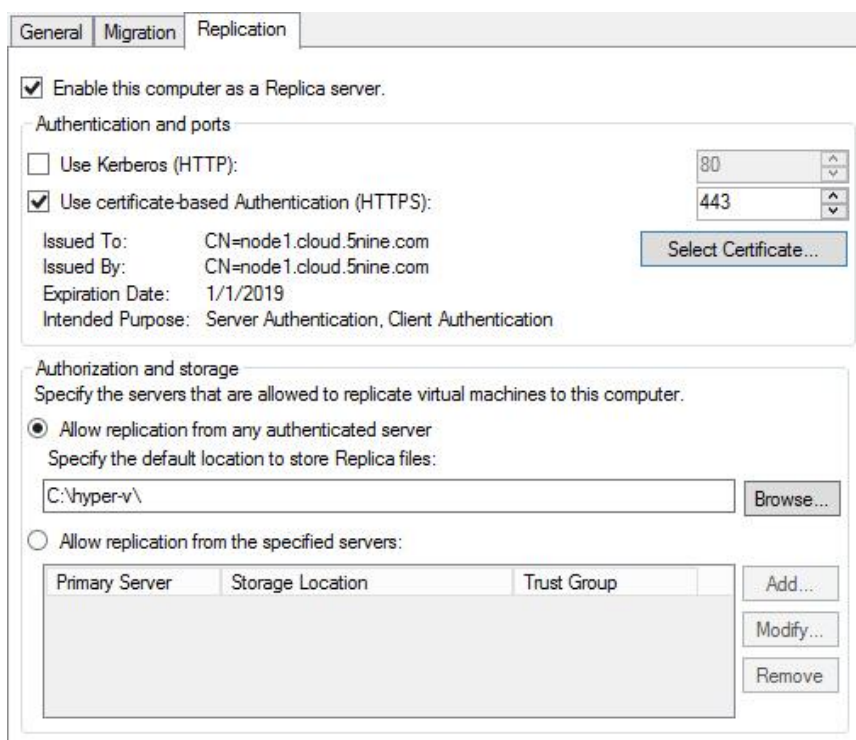 General Migration Replication
Enable this computer as a Replica server.
Authentication and ports
Use Kerberos (HTTP): 80
Use certificate-based Authentication (HTTPS): 443
Issued To: CN=node1.cloud.5nine.com
Select Certificate...
Issued By: CN=node1.cloud.5nine.com
Expiration Date: 1/1/2019
Intended Purpose: Server Authentication, Client Authentication
Authorization and storage
Specify the servers that are allowed to replicate virtual machines to this computer.
Allow replication from any authenticated server
Specify the default location to store Replica files:
C:\hyper-v\ Browse...
Allow replication from the specified servers:
Primary Server Storage Location Trust Group
Add...
Modify...
Remove